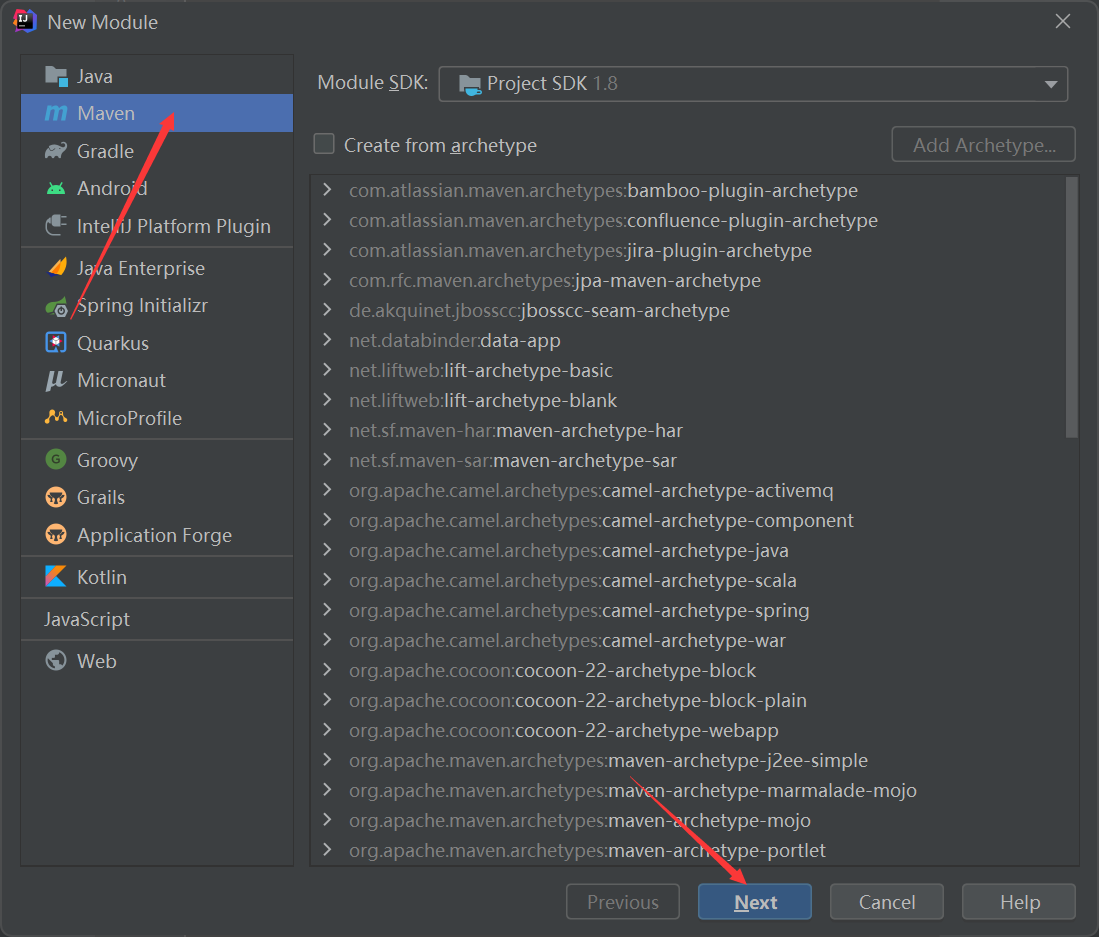 New Module
Java
Maven
Gradle
Android
IntelliJ Platform Plugin
Java Enterprise
Spring Initializr
Quarkus
Micronaut
MicroProfile
Groovy
Grails
Application Forge
Kotlin
JavaScript
Web
Module SDK: Project SDK 1.8
Create from archetype
Add Archetype...
com.atlassian.maven.archetypes:bamboo-plugin-archetype
com.atlassian.maven.archetypes:confluence-plugin-archetype
com.atlassian.maven.archetypes:jira-plugin-archetype
com.rfc.maven.archetypes:jpa-maven-archetype
de.akquinet.jbosscc:jbosscc-seam-archetype
net.databinder:data-app
net.liftweb:lift-archetype-basic
net.liftweb:lift-archetype-blank
net.sf.maven-har:maven-archetype-har
net.sf.maven-sar:maven-archetype-sar
org.apache.camel.archetypes:camel-archetype-activemq
org.apache.camel.archetypes:camel-archetype-component
org.apache.camel.archetypes:camel-archetype-java
org.apache.camel.archetypes:camel-archetype-scala
org.apache.camel.archetypes:camel-archetype-spring
org.apache.camel.archetypes:camel-archetype-war
org.apache.cocoon:cocoon-22-archetype-block
org.apache.cocoon:cocoon-22-archetype-block-plain
org.apache.cocoon:cocoon-22-archetype-webapp
org.apache.maven.archetypes:maven-archetype-j2ee-simple
org.apache.maven.archetypes:maven-archetype-marmalade-mojo
org.apache.maven.archetypes:maven-archetype-mojo
org.apache.maven.archetypes:maven-archetype-portlet
Previous
Next
Cancel
Help